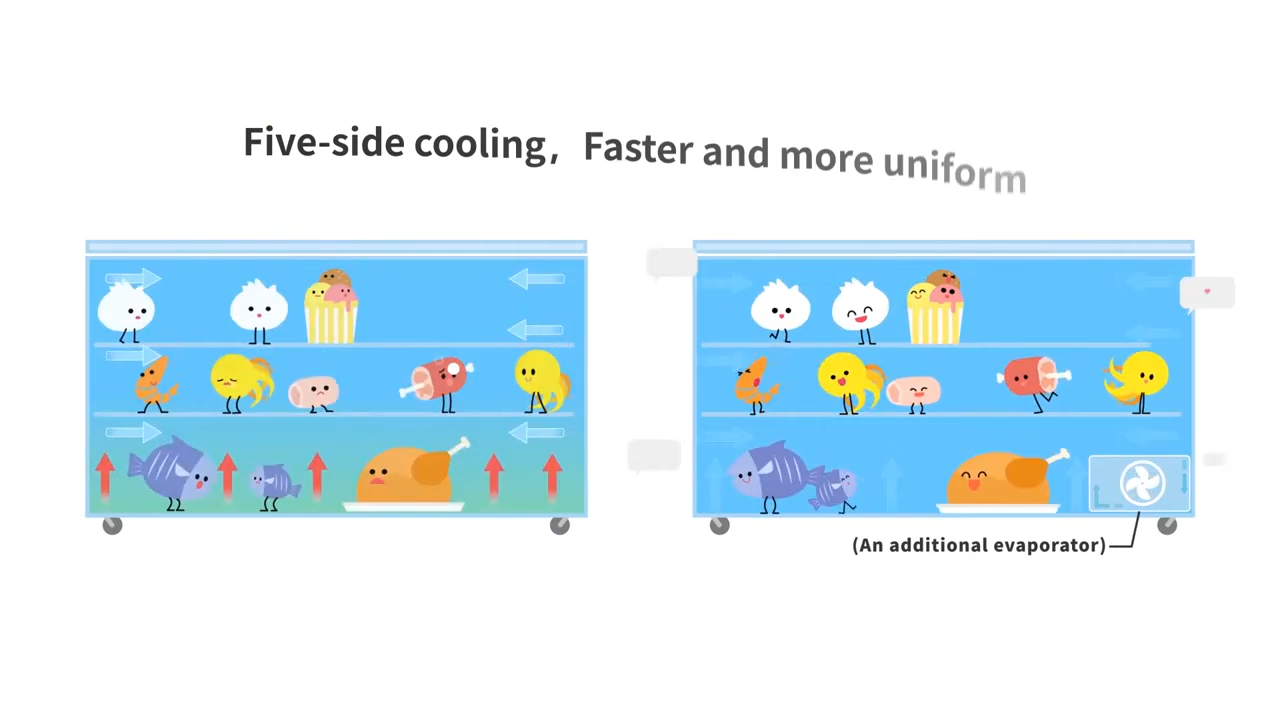 Five-side cooling，Faster and more uniform
(An additional evaporator)